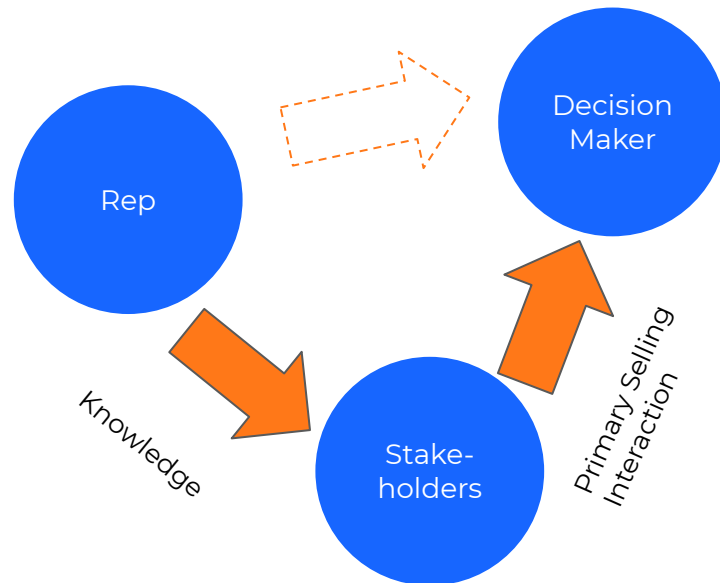 Rep
Decision
Maker
Knowledge
Stake-
holders
Primary Selling
Interaction